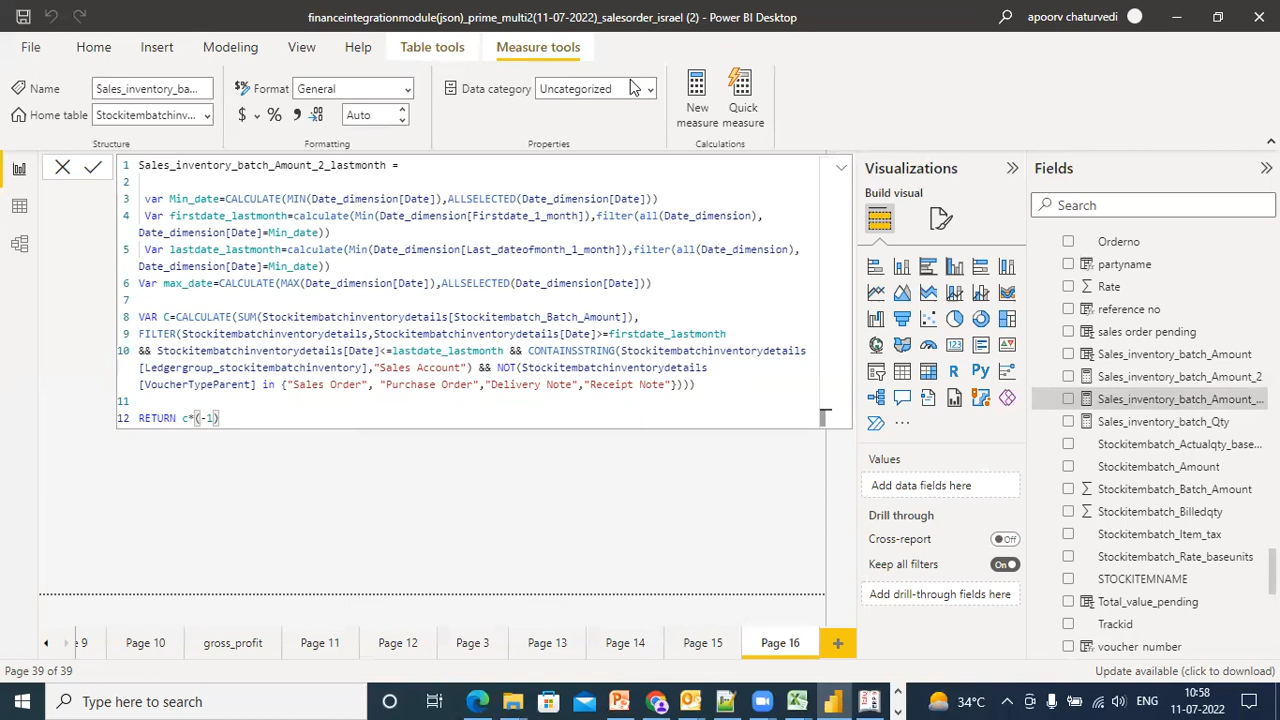 financeintegrationmodule(json)_prime_multi2(11-07-2022)_salesorder_israel (2) - Power BI Desktop
apoorv chaturvedi
File Home Insert Modeling View Help Table tools Measure tools
Name Sales_inventory_ba...
Home table Stockitembatchinv...
Structure
Format General
$ % 9 .00 Auto
Formatting
Data category Uncategorized
Properties
New measure
Quick measure
Calculations
1 Sales_inventory_batch_Amount_2_lastmonth =
2
3 var Min_date=CALCULATE(MIN(Date_dimension[Date]),ALLSELECTED(Date_dimension[Date]))
4 Var firstdate_lastmonth=calculate(Min(Date_dimension[Firstdate_1_month]),filter(all(Date_dimension),
Date_dimension[Date]=Min_date))
5 Var lastdate_lastmonth=calculate(Min(Date_dimension[Last_dateofmonth_1_month]),filter(all(Date_dimension),
Date_dimension[Date]=Min_date))
6 Var max_date=CALCULATE(MAX(Date_dimension[Date]),ALLSELECTED(Date_dimension[Date]))
7
8 VAR C=CALCULATE(SUM(Stockitembatchinventorydetails[Stockitembatch_Batch_Amount]),
9 FILTER(Stockitembatchinventorydetails,Stockitembatchinventorydetails[Date]>=firstdate_lastmonth
10 && Stockitembatchinventorydetails[Date]<=lastdate_lastmonth && CONTAINSSTRING(Stockitembatchinventorydetails
[Ledgergroup_stockitembatch_inventory],"Sales Account") && NOT(Stockitembatchinventorydetails
[VoucherTypeParent] in {"Sales Order", "Purchase Order","Delivery Note","Receipt Note"})))
11
12 RETURN c*(-1)
Visualizations
Build visual
Values
Add data fields here
Drill through
Cross-report Off
Keep all filters On
Add drill-through fields here
Fields
Search
Orderno
partyname
Rate
reference no
sales order pending
Sales_inventory_batch_Amount
Sales_inventory_batch_Amount_2
Sales_inventory_batch_Amount_...
Sales_inventory_batch_Qty
Stockitembatch_Actualqty_base...
Stockitembatch_Amount
Stockitembatch_Batch_Amount
Stockitembatch_Billedqty
Stockitembatch_Item_tax
Stockitembatch_Rate_baseunits
STOCKITEMNAME
Total_value_pending
Trackid
voucher number
e 9 Page 10 gross_profit Page 11 Page 12 Page 3 Page 13 Page 14 Page 15 Page 16
Page 39 of 39
Update available (click to download)
Type here to search
34°C
ENG
10:58
11-07-2022